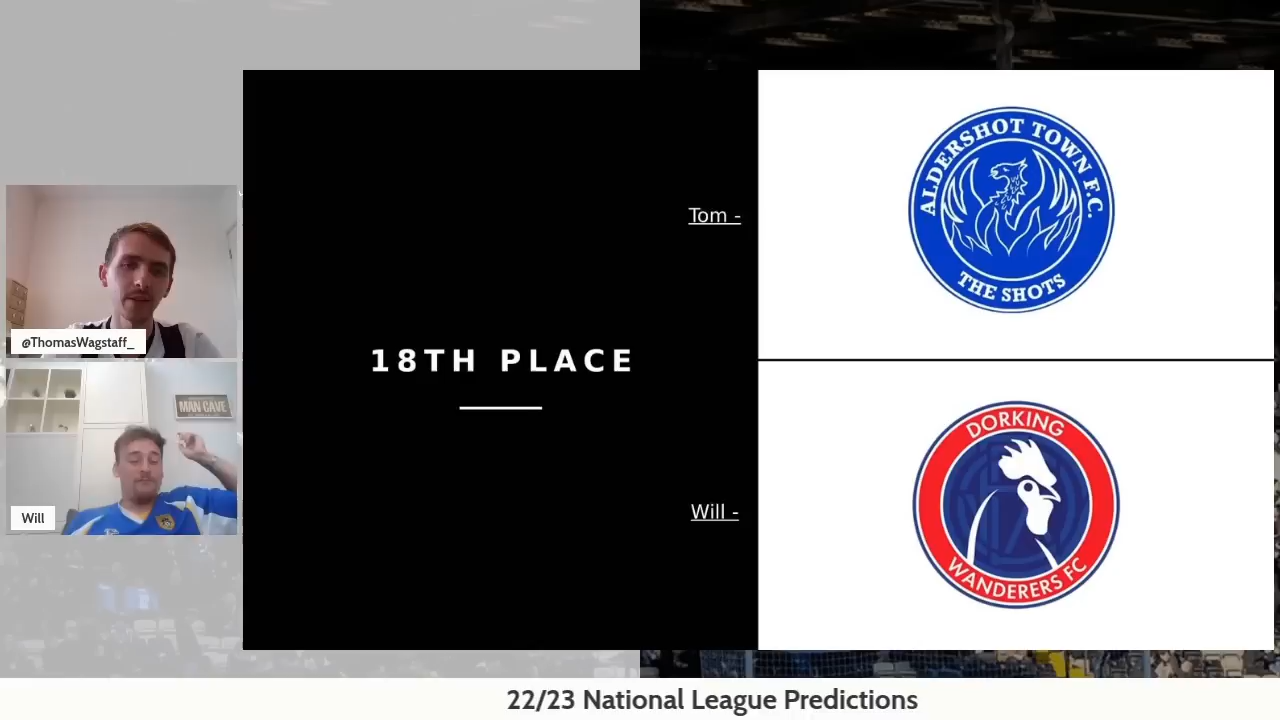 @ThomasWagstaff_
MAN CAVE
Will
18TH PLACE
Tom -
Will -
ALDERSHOT TOWN F.C.
THE SHOTS
DORKING
WANDERERS FC
22/23 National League Predictions